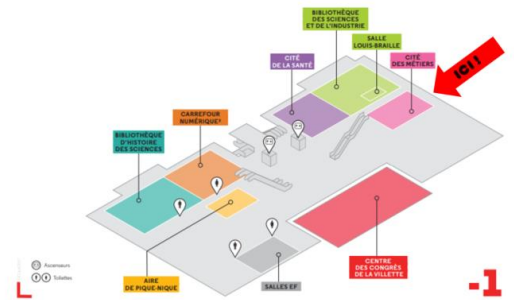 BIBLIOTHÈQUE
DES SCIENCES
ET DE L'INDUSTRIE
SALLE
LOUIS-BRAILLE
CITÉ
DE LA SANTÉ
CITÉ
DES MÉTIERS
ICI !
CARREFOUR
NUMÉRIQUE²
BIBLIOTHÈQUE
D'HISTOIRE
DES SCIENCES
Ascenseurs
Toilettes
AIRE
DE PIQUE-NIQUE
SALLES EF
CENTRE
DES CONGRÈS
DE LA VILLETTE
-1